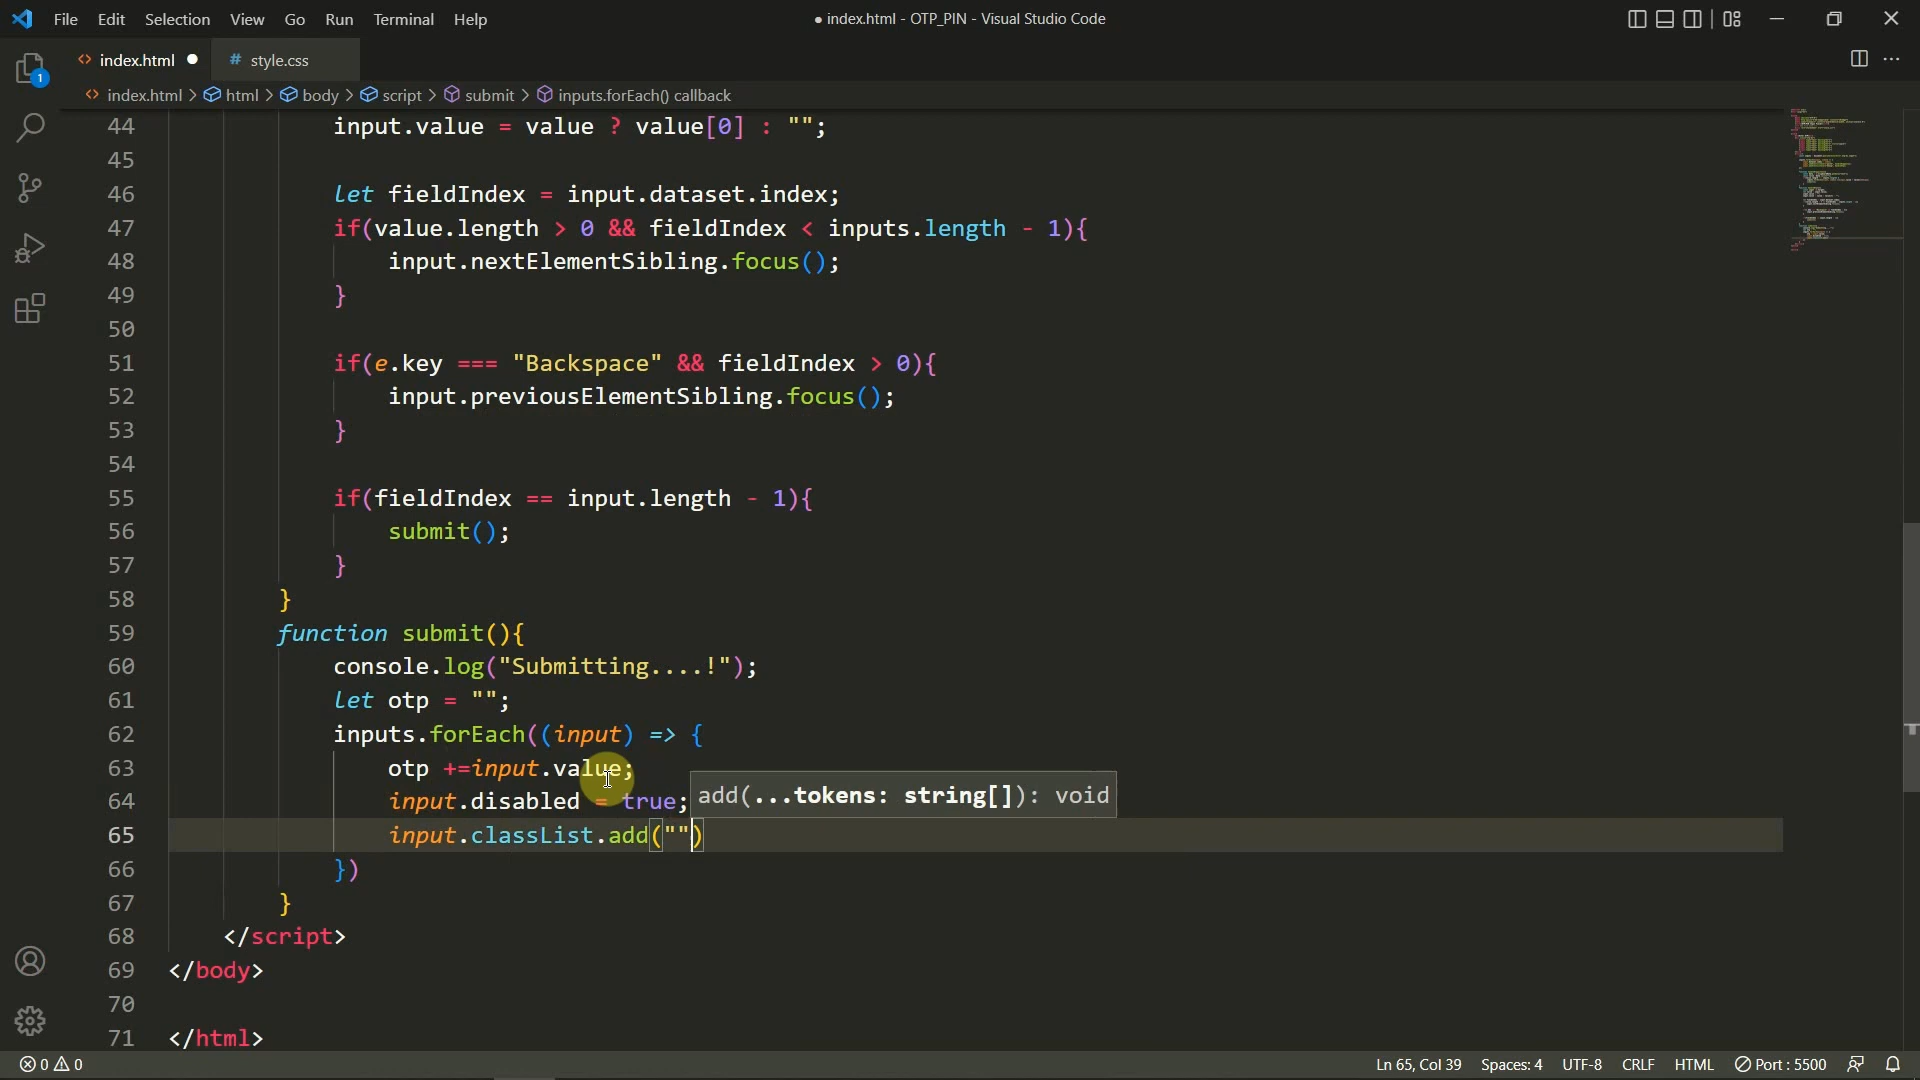 File Edit Selection View Go Run Terminal Help
● index.html - OTP_PIN - Visual Studio Code
<> index.html ● # style.css
<> index.html > html > body > script > submit > inputs.forEach() callback
1
44 input.value = value ? value[0] : "";
45
46 let fieldIndex = input.dataset.index;
47 if(value.length > 0 && fieldIndex < inputs.length - 1){
48 input.nextElementSibling.focus();
49 }
50
51 if(e.key === "Backspace" && fieldIndex > 0){
52 input.previousElementSibling.focus();
53 }
54
55 if(fieldIndex == input.length - 1){
56 submit();
57 }
58 }
59 function submit(){
60 console.log("Submitting....!");
61 let otp = "";
62 inputs.forEach((input) => {
63 otp +=input.value;
64 input.disabled = true;
add(...tokens: string[]): void
65 input.classList.add("")
66 })
67 }
68 </script>
69 </body>
70
71 </html>
0 0 Ln 65, Col 39 Spaces: 4 UTF-8 CRLF HTML Port : 5500